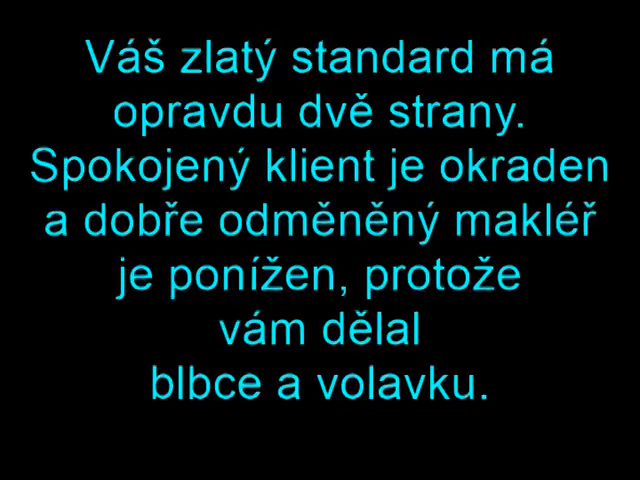 Váš zlatý standard má
opravdu dvě strany.
Spokojený klient je okraden
a dobře odměněný makléř
je ponížen, protože
vám dělal
blbce a volavku.